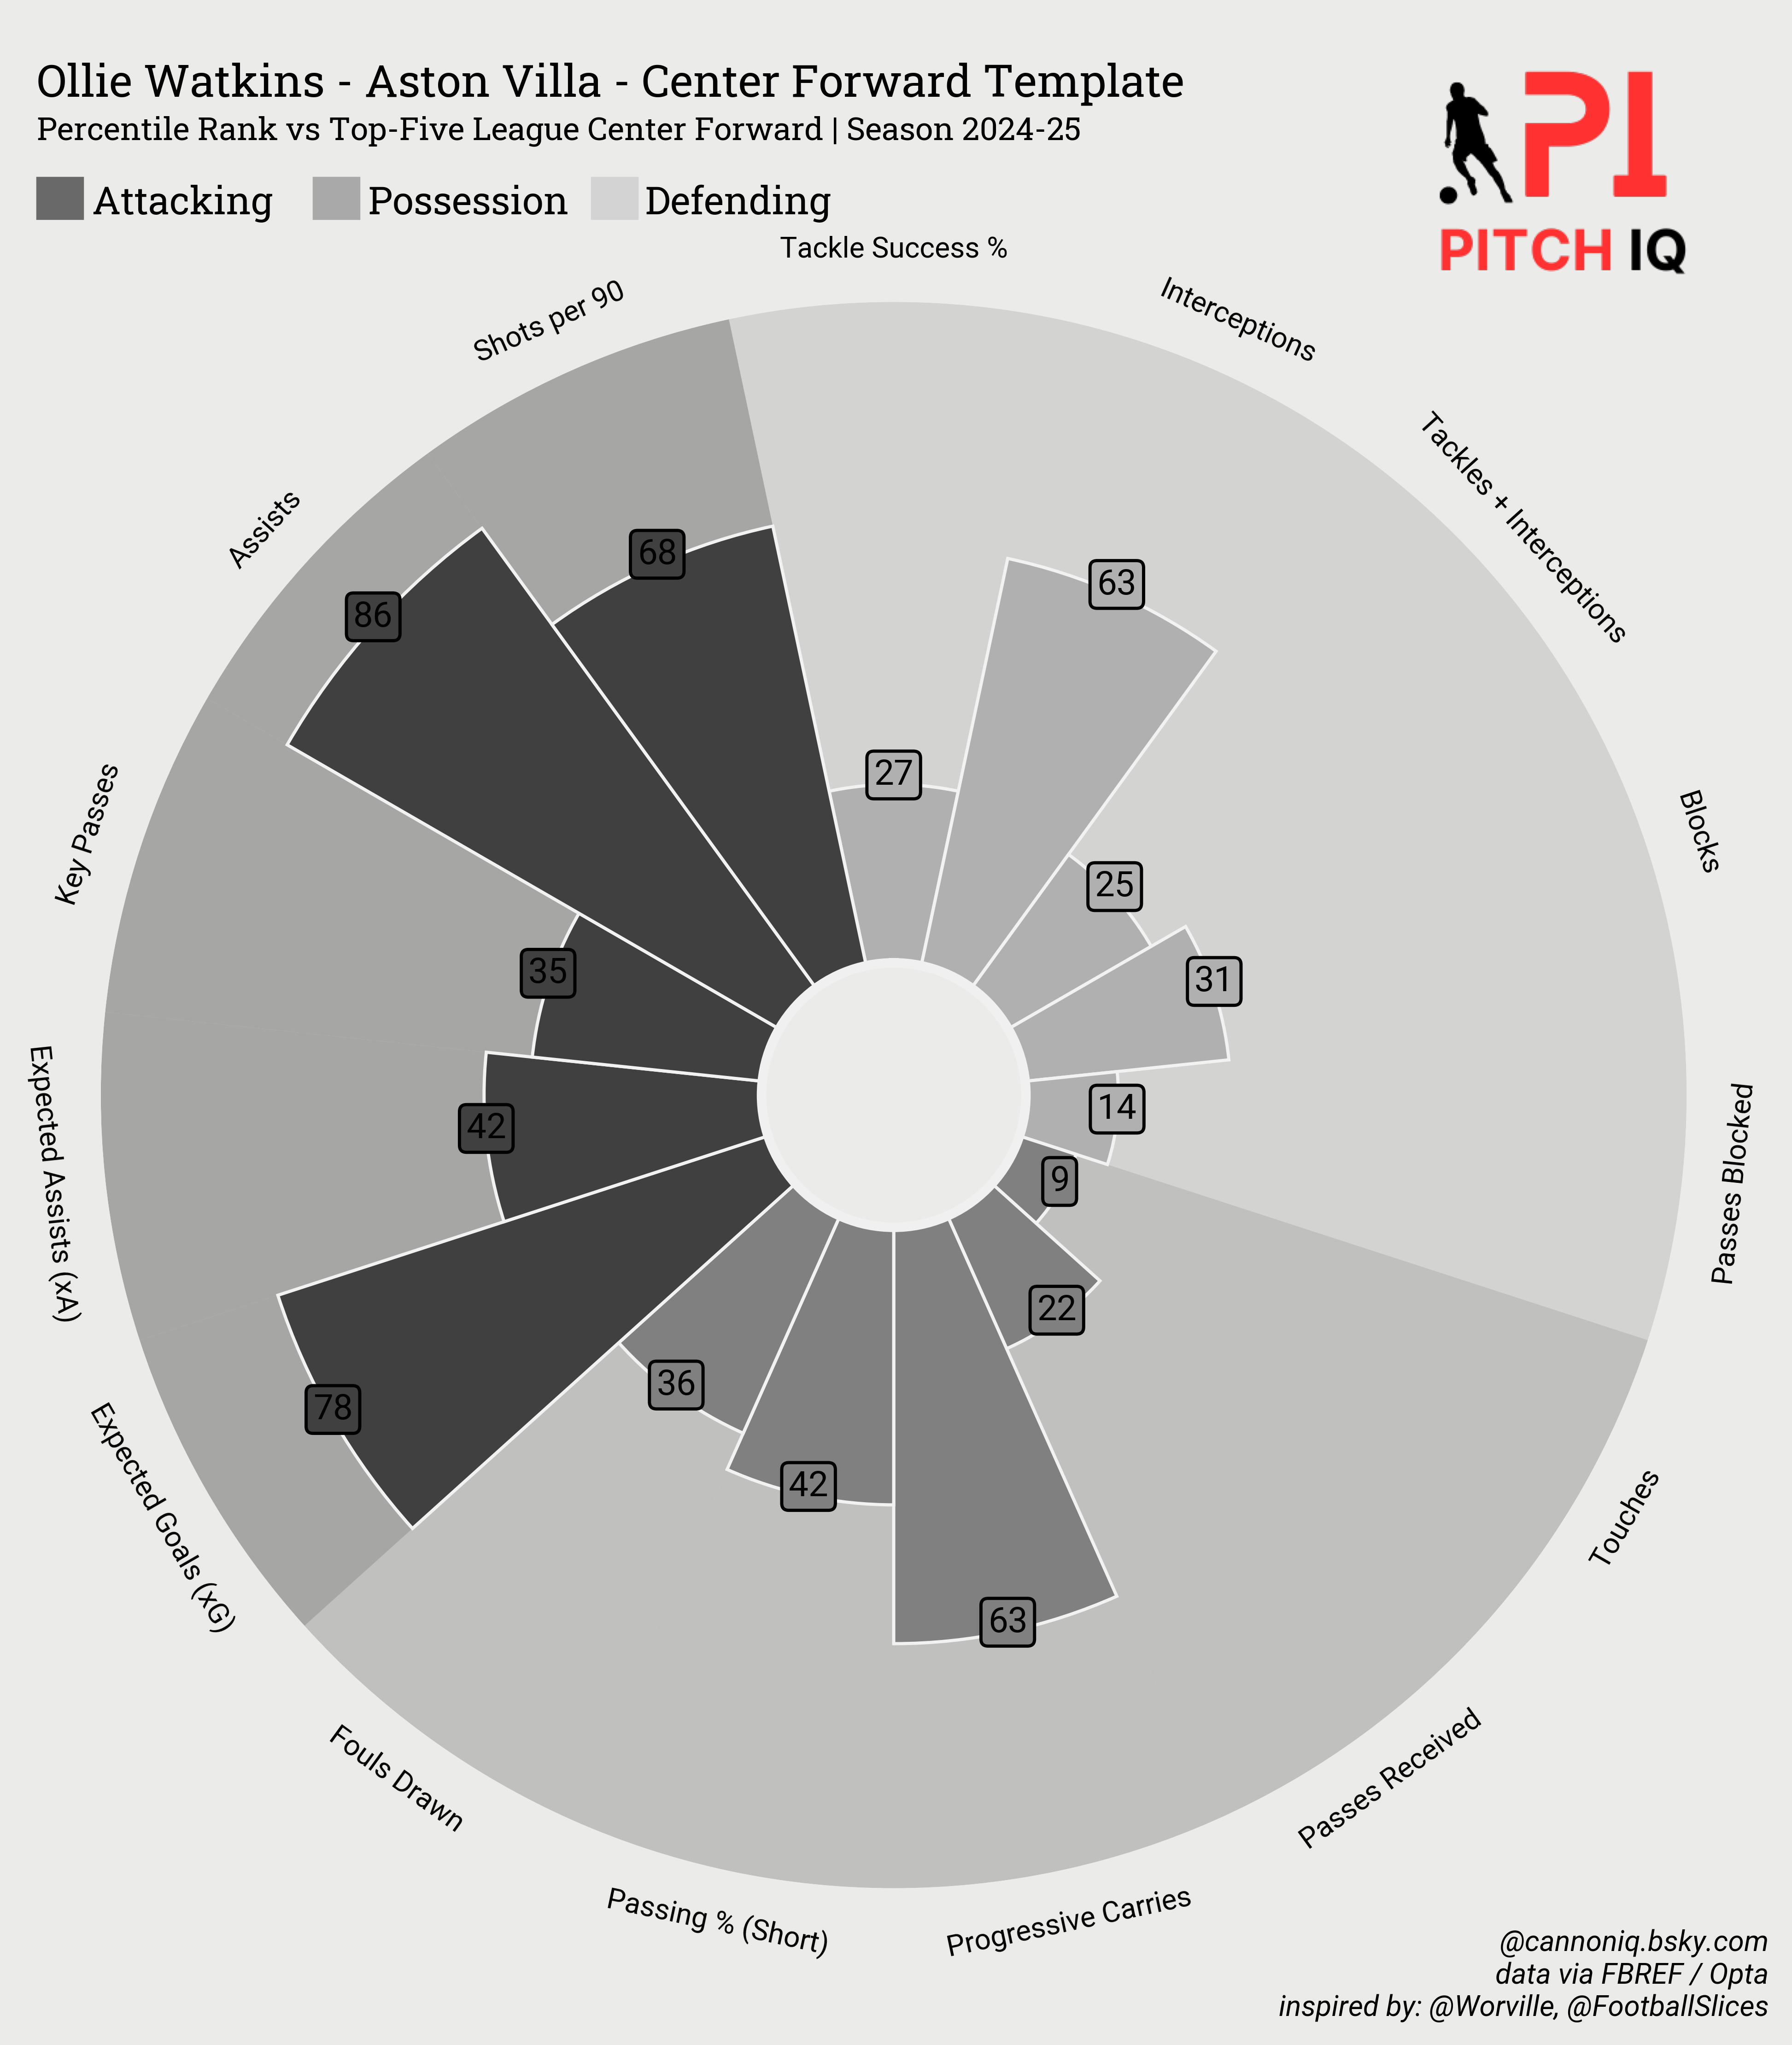 Ollie Watkins - Aston Villa - Center Forward Template
Percentile Rank vs Top-Five League Center Forward | Season 2024-25
Attacking
Possession
Defending
PI
PITCH IQ
Tackle Success %
Interceptions
Tackles + Interceptions
Blocks
Passes Blocked
Touches
Passes Received
Progressive Carries
Passing % (Short)
Fouls Drawn
Expected Goals (xG)
Expected Assists (xA)
Key Passes
Assists
Shots per 90
27
63
25
31
14
9
22
63
42
36
78
42
35
86
68
@cannoniq.bsky.com
data via FBREF / Opta
inspired by: @Worville, @FootballSlices